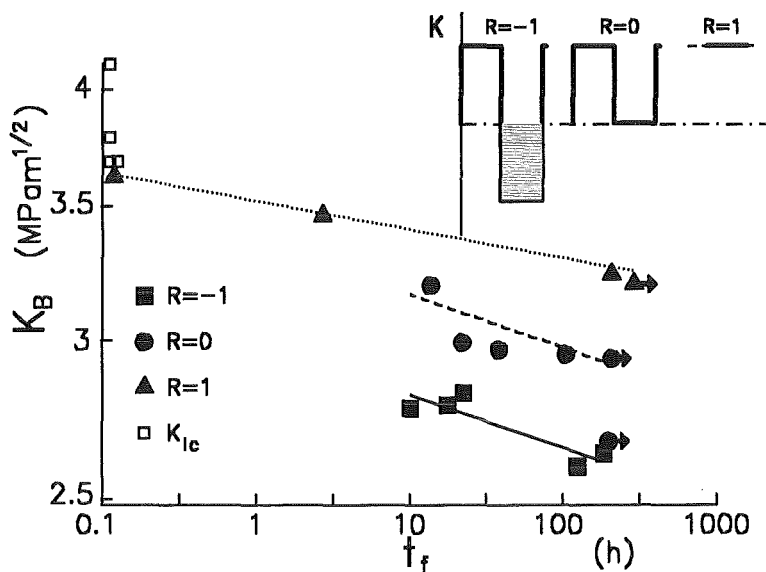 K R=-1 R=0 R=1
4
3.5
3
2.5
K_B (MPam^1/2)
R=-1
R=0
R=1
K_Ic
0.1 1 10 100 1000
t_f (h)